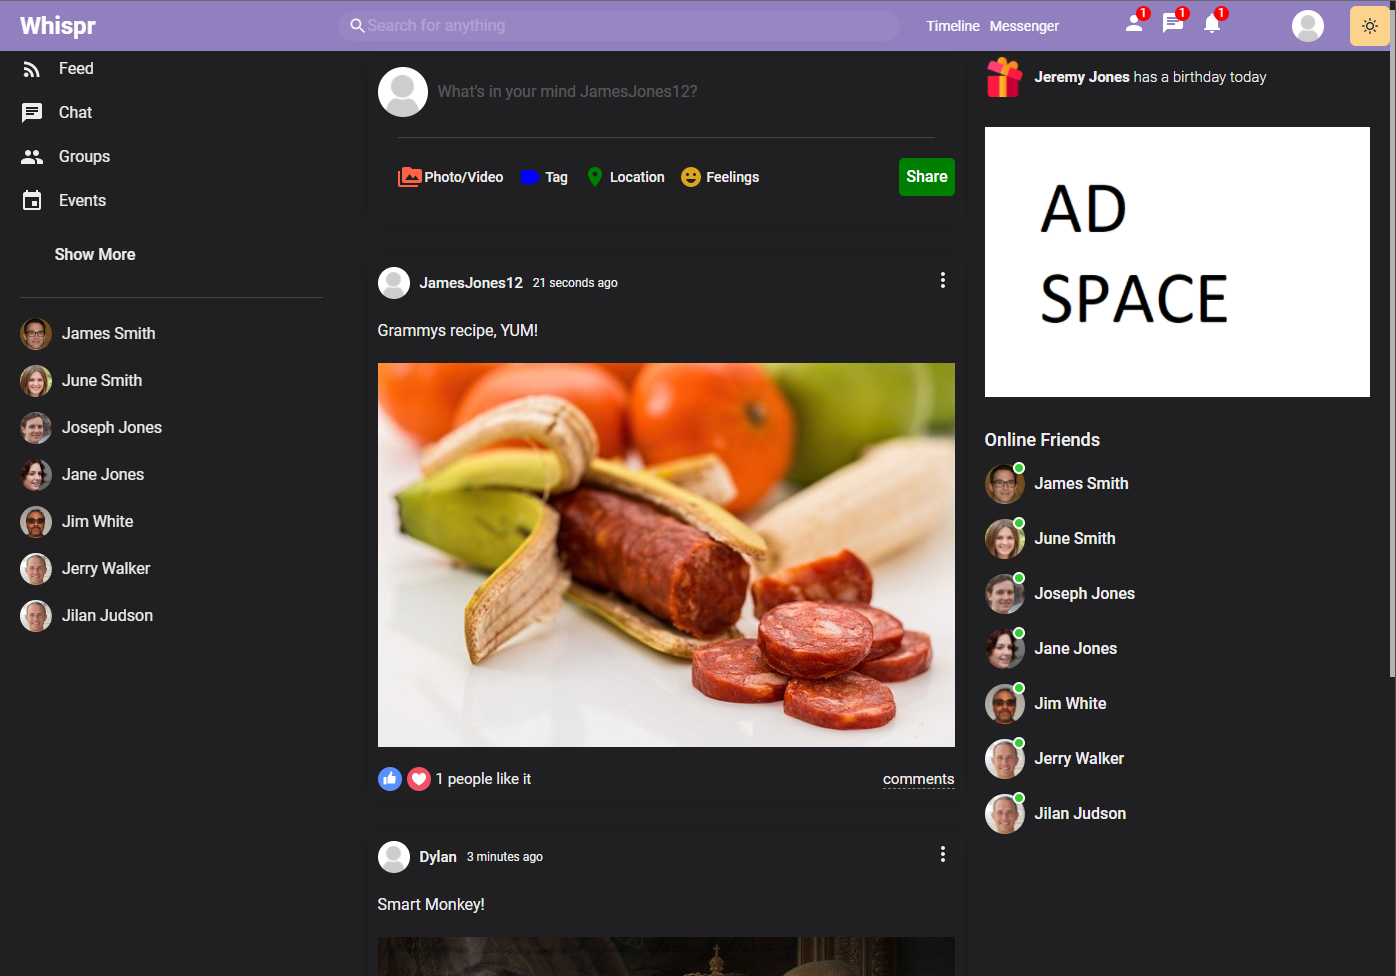 Whispr
Search for anything
Timeline Messenger
1
1
1
Feed
Chat
Groups
Events
Show More
James Smith
June Smith
Joseph Jones
Jane Jones
Jim White
Jerry Walker
Jilan Judson
What's in your mind JamesJones12?
Photo/Video Tag Location Feelings Share
JamesJones12 21 seconds ago
Grammys recipe, YUM!
1 people like it comments
Dylan 3 minutes ago
Smart Monkey!
Jeremy Jones has a birthday today
AD
SPACE
Online Friends
James Smith
June Smith
Joseph Jones
Jane Jones
Jim White
Jerry Walker
Jilan Judson